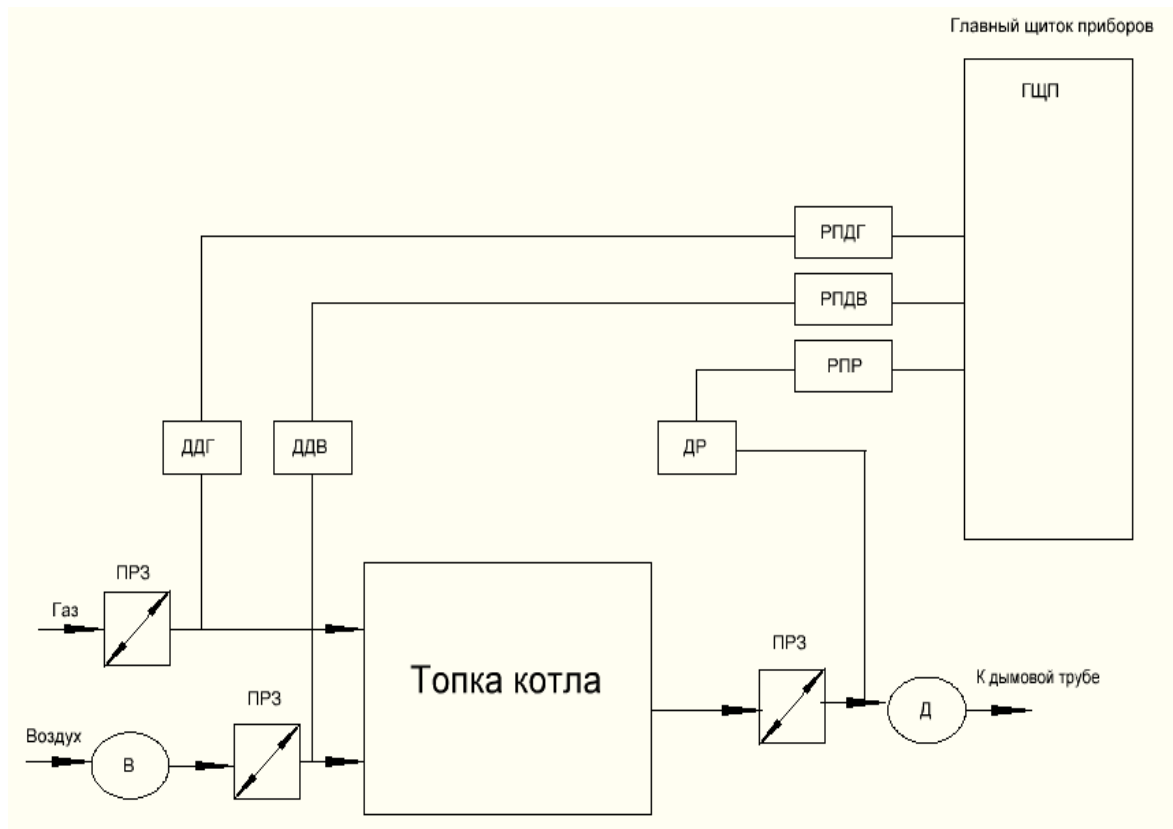 Главный щиток приборов
ГЩП
РПДГ
РПДВ
РПР
ДДГ
ДДВ
ДР
ПРЗ
Газ
Топка котла
ПРЗ
К дымовой трубе
Д
ПРЗ
Воздух
В